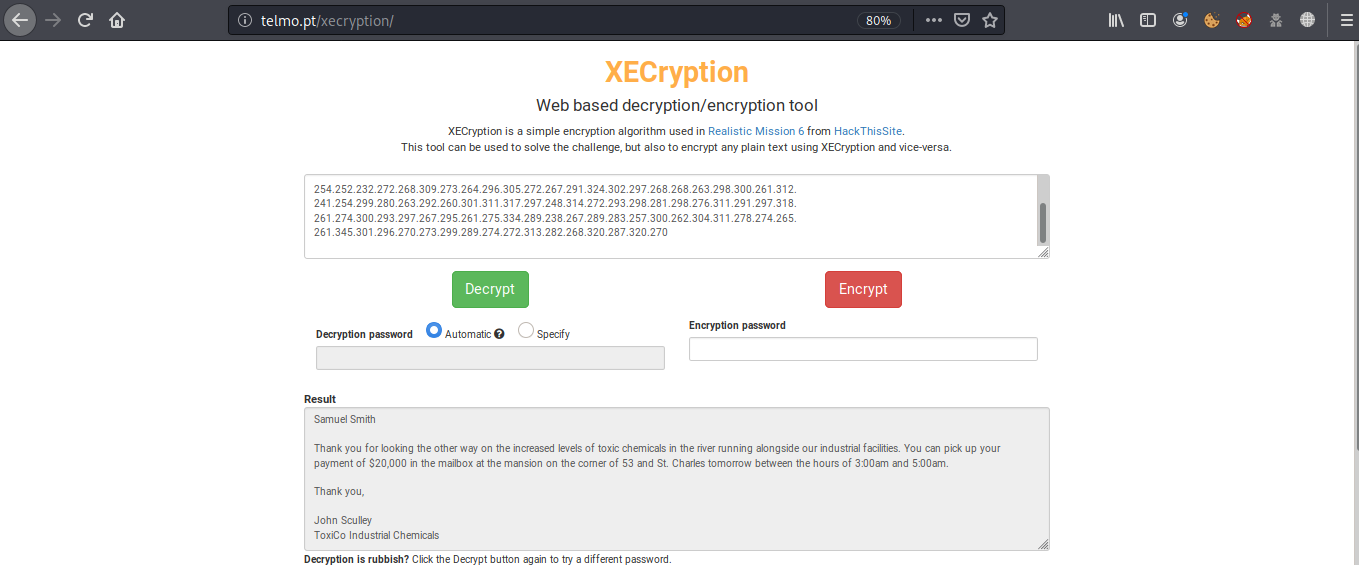 telmo.pt/xecryption/
80%
XECryption
Web based decryption/encryption tool
XECryption is a simple encryption algorithm used in Realistic Mission 6 from HackThisSite.
This tool can be used to solve the challenge, but also to encrypt any plain text using XECryption and vice-versa.
254.252.232.272.268.309.273.264.296.305.272.267.291.324.302.297.268.268.263.298.300.261.312.
241.254.299.280.263.292.260.301.311.317.297.248.314.272.293.298.281.298.276.311.291.297.318.
261.274.300.293.297.267.295.261.275.334.289.238.267.289.283.257.300.262.304.311.278.274.265.
261.345.301.296.270.273.299.289.274.272.313.282.268.320.287.320.270
Decrypt
Encrypt
Decryption password Automatic Specify
Encryption password
Result
Samuel Smith
Thank you for looking the other way on the increased levels of toxic chemicals in the river running alongside our industrial facilities. You can pick up your
payment of $20,000 in the mailbox at the mansion on the corner of 53 and St. Charles tomorrow between the hours of 3:00am and 5:00am.
Thank you,
John Sculley
ToxiCo Industrial Chemicals
Decryption is rubbish? Click the Decrypt button again to try a different password.